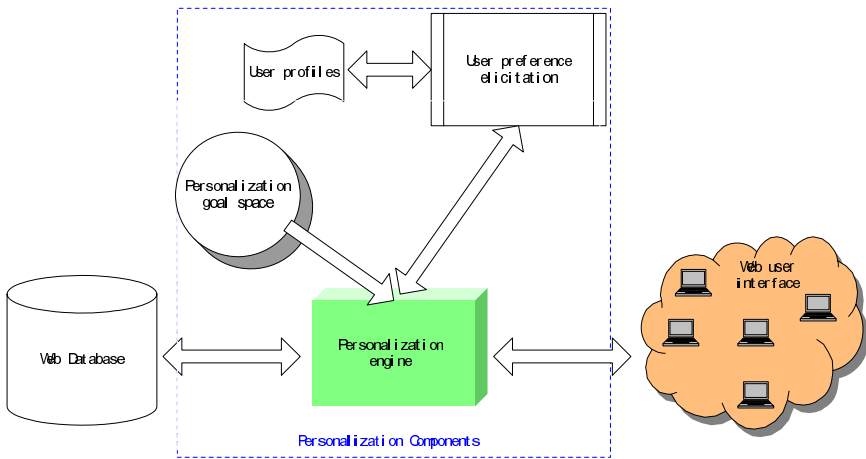 User profiles
User preference
elicitation
Personalization
goal space
Web user
interface
Web Database
Personalization
engine
Personalization Components